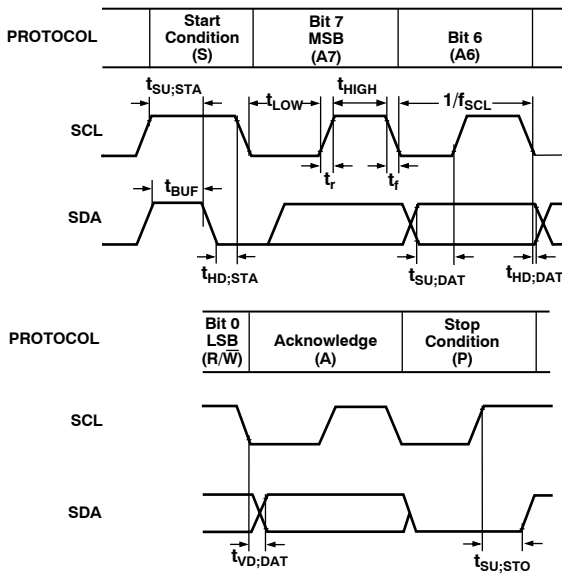 PROTOCOL
Start Condition (S)
Bit 7 MSB (A7)
Bit 6 (A6)
tSU;STA
tLOW
tHIGH
1/fSCL
SCL
tr
tf
tBUF
SDA
tHD;STA
tSU;DAT
tHD;DAT
PROTOCOL
Bit 0 LSB (R/W̅)
Acknowledge (A)
Stop Condition (P)
SCL
SDA
tVD;DAT
tSU;STO